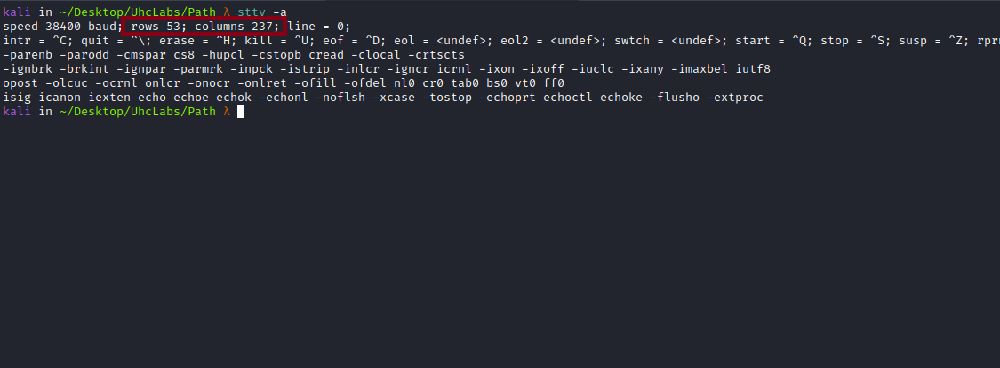 kali in ~/Desktop/UhcLabs/Path λ stty -a
speed 38400 baud; rows 53; columns 237; line = 0;
intr = ^C; quit = ^\; erase = ^H; kill = ^U; eof = ^D; eol = <undef>; eol2 = <undef>; swtch = <undef>; start = ^Q; stop = ^S; susp = ^Z; rprn
-parenb -parodd -cmspar cs8 -hupcl -cstopb cread -clocal -crtscts
-ignbrk -brkint -ignpar -parmrk -inpck -istrip -inlcr -igncr icrnl -ixon -ixoff -iuclc -ixany -imaxbel iutf8
opost -olcuc -ocrnl onlcr -onocr -onlret -ofill -ofdel nl0 cr0 tab0 bs0 vt0 ff0
isig icanon iexten echo echoe echok -echonl -noflsh -xcase -tostop -echoprt echoctl echoke -flusho -extproc
kali in ~/Desktop/UhcLabs/Path λ